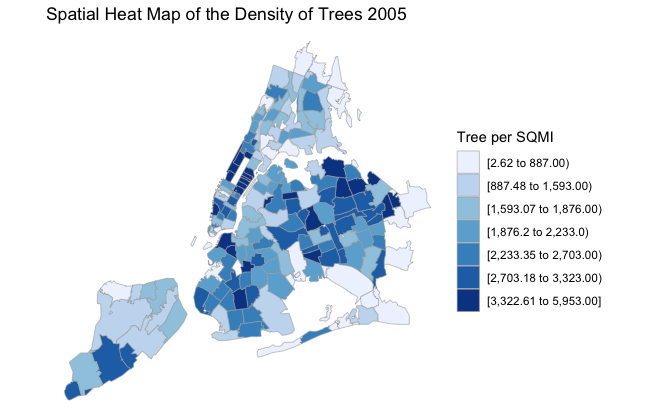 Spatial Heat Map of the Density of Trees 2005
Tree per SQMI
[2.62 to 887.00)
[887.48 to 1,593.00)
[1,593.07 to 1,876.00)
[1,876.2 to 2,233.0)
[2,233.35 to 2,703.00)
[2,703.18 to 3,323.00)
[3,322.61 to 5,953.00]